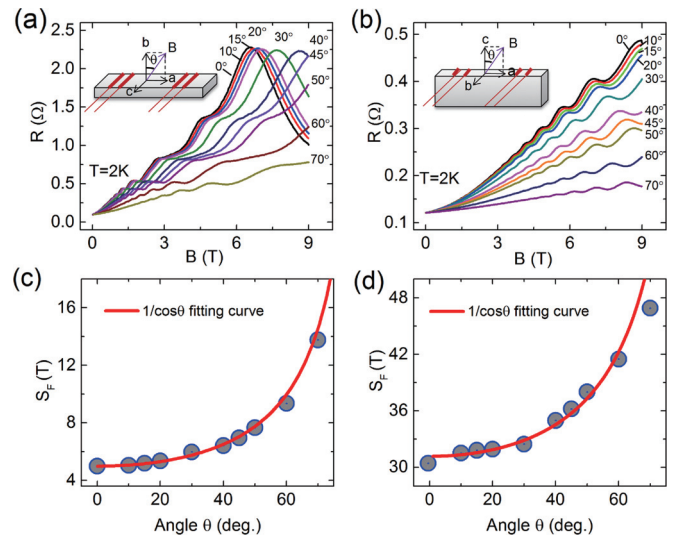 (a)
2.5
2.0
1.5
1.0
0.5
0.0
R (Ω)
b
B
θ
a
c
0°
10°
15°
20°
30°
40°
45°
50°
60°
70°
T=2K
0 3 6 9
B (T)
(b)
0.5
0.4
0.3
0.2
0.1
R (Ω)
c
B
θ
a
b
0°
10°
15°
20°
30°
40°
45°
50°
60°
70°
T=2K
0 3 6 9
B (T)
(c)
16
12
8
4
S_F (T)
1/cosθ fitting curve
0 20 40 60
Angle θ (deg.)
(d)
48
42
36
30
S_F (T)
1/cosθ fitting curve
0 20 40 60
Angle θ (deg.)